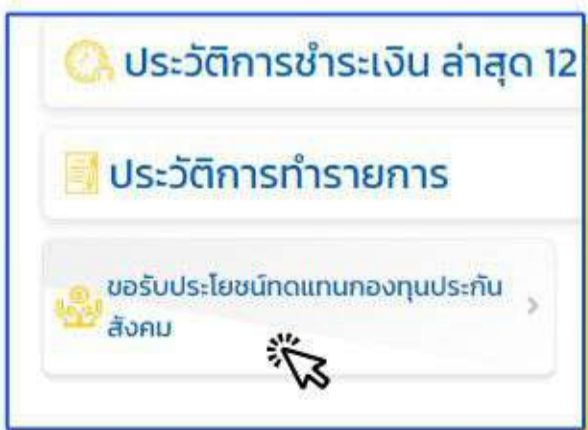 ประวัติการชำระเงิน ล่าสุด 12
ประวัติการทำรายการ
ขอรับประโยชน์ทดแทนกองทุนประกัน
สังคม